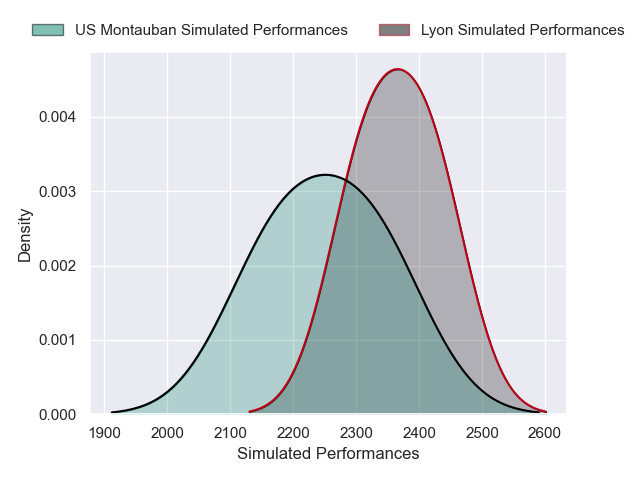 US Montauban Simulated Performances
Lyon Simulated Performances
0.004
0.003
0.002
0.001
0.000
Density
1900 2000 2100 2200 2300 2400 2500 2600
Simulated Performances